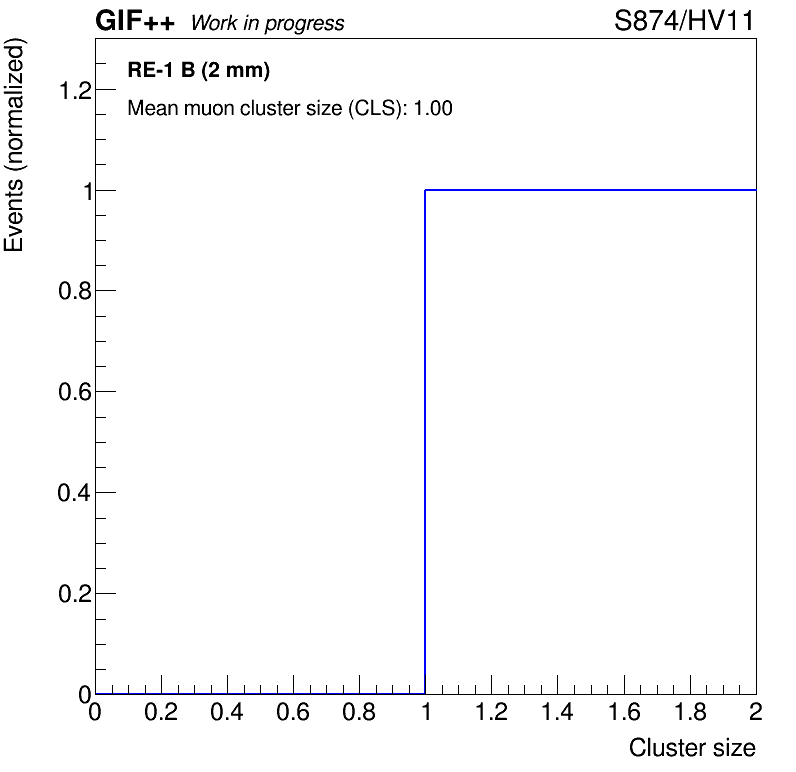 GIF++ Work in progress S874/HV11
RE-1 B (2 mm)
Mean muon cluster size (CLS): 1.00
Events (normalized)
1.2
1
0.8
0.6
0.4
0.2
0
0 0.2 0.4 0.6 0.8 1 1.2 1.4 1.6 1.8 2
Cluster size